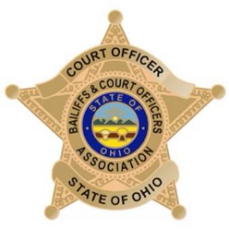 COURT OFFICER
BAILIFFS & COURT OFFICERS
ASSOCIATION
STATE OF
OHIO
STATE OF OHIO